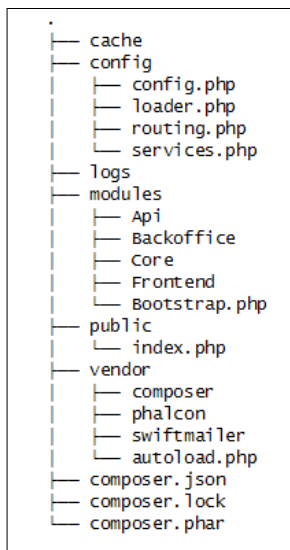 .
├── cache
├── config
│   ├── config.php
│   ├── loader.php
│   ├── routing.php
│   └── services.php
├── logs
├── modules
│   ├── Api
│   ├── Backoffice
│   ├── Core
│   ├── Frontend
│   └── Bootstrap.php
├── public
│   └── index.php
├── vendor
│   ├── composer
│   ├── phalcon
│   ├── swiftmailer
│   └── autoload.php
├── composer.json
├── composer.lock
└── composer.phar